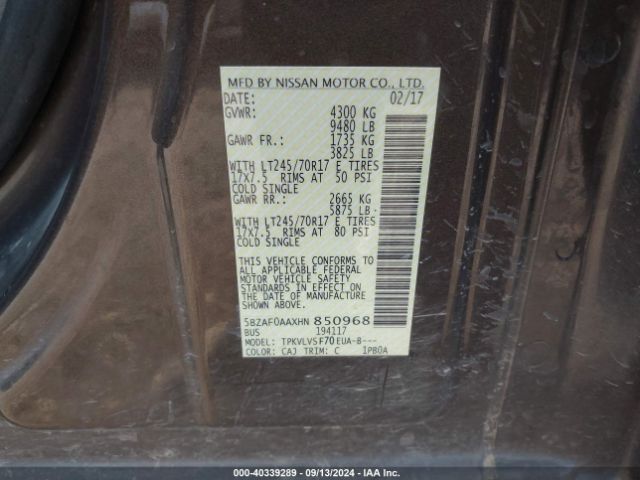 MFD BY NISSAN MOTOR CO., LTD.
DATE: 02/17
GVWR: 4300 KG
9480 LB
GAWR FR.: 1735 KG
3825 LB
WITH LT245/70R17 E TIRES
17X7.5 RIMS AT 50 PSI
COLD SINGLE
GAWR RR.: 2665 KG
5875 LB
WITH LT245/70R17 E TIRES
17X7.5 RIMS AT 80 PSI
COLD SINGLE
THIS VEHICLE CONFORMS TO
ALL APPLICABLE FEDERAL
MOTOR VEHICLE SAFETY
STANDARDS IN EFFECT ON
THE DATE OF MANUFACTURE
SHOWN ABOVE.
5BZAF0AAXHN 850968
BUS 194117
MODEL: TPKVLVSF70EUA-B---
COLOR: CAJ TRIM: C 1PB0A
000-40339289 - 09/13/2024 - IAA Inc.